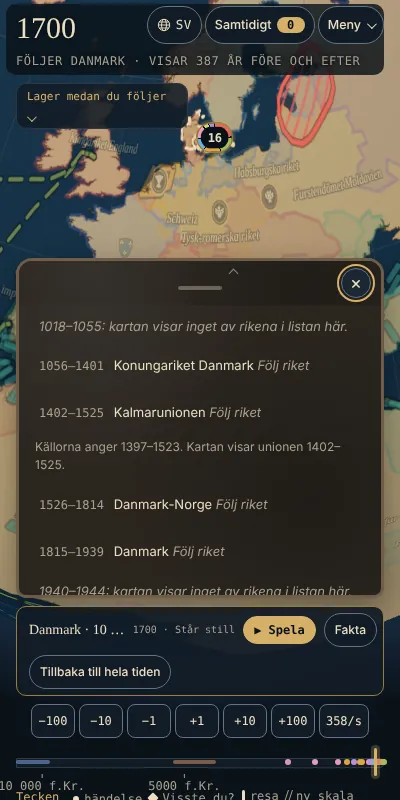 1700
SV
Samtidigt 0
Meny
FÖLJER DANMARK · VISAR 387 ÅR FÖRE OCH EFTER
Lager medan du följer
16
Habsburgska riket
Schweiz
Tysk-romerska riket
1018–1055: kartan visar inget av rikena i listan här.
1056–1401 Konungariket Danmark Följ riket
1402–1525 Kalmarunionen Följ riket
Källorna anger 1397–1523. Kartan visar unionen 1402–
1525.
1526–1814 Danmark-Norge Följ riket
1815–1939 Danmark Följ riket
1940–1944: kartan visar inget av rikena i listan här.
Danmark · 10 … 1700 · Står still ▶ Spela Fakta
Tillbaka till hela tiden
−100 −10 −1 +1 +10 +100 358/s
10 000 f.Kr. 5000 f.Kr.
Tecken ● händelse ◆ Visste du? resa // ny skala